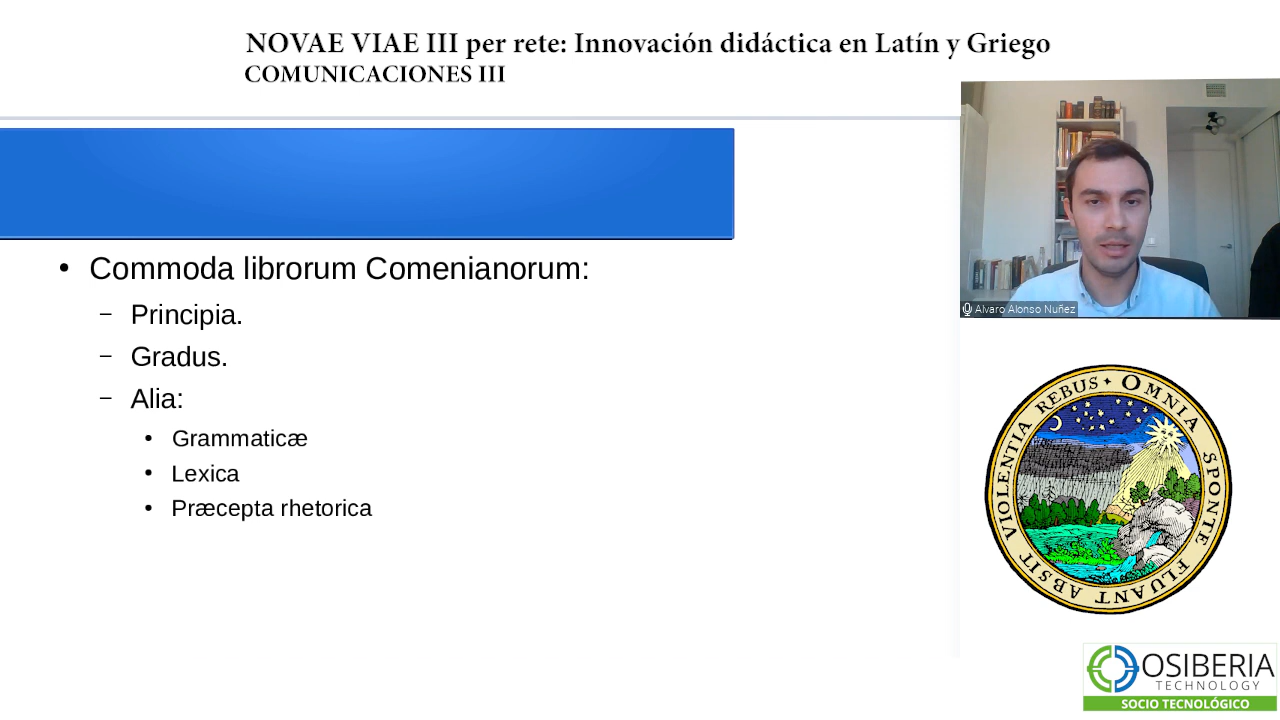 NOVAE VIAE III per rete: Innovación didáctica en Latín y Griego
COMUNICACIONES III
• Commoda librorum Comenianorum:
– Principia.
– Gradus.
– Alia:
• Grammaticæ
• Lexica
• Præcepta rhetorica
Alvaro Alonso Nuñez
OMNIA SPONTE FLUANT ABSIT VIOLENTIA REBUS
OSIBERIA
TECHNOLOGY
SOCIO TECNOLÓGICO